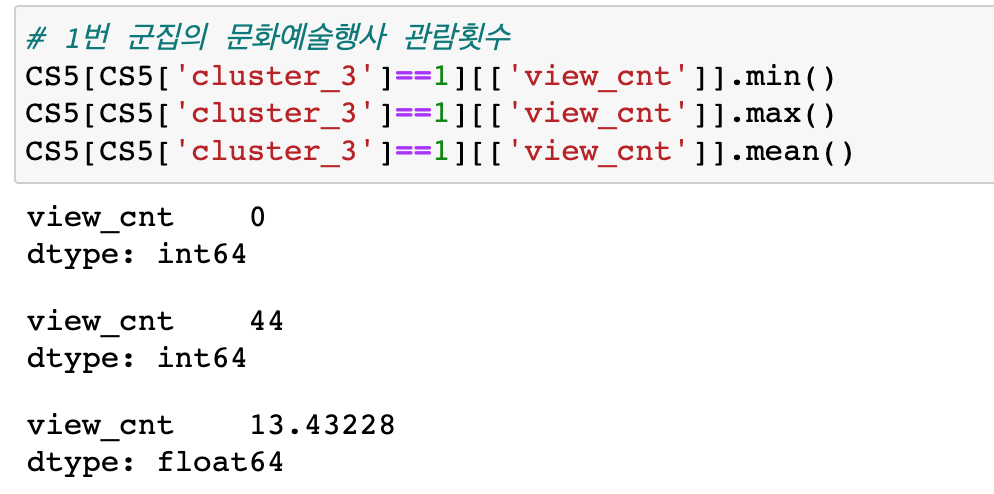 # 1번 군집의 문화예술행사 관람횟수
CS5[CS5['cluster_3']==1][['view_cnt']].min()
CS5[CS5['cluster_3']==1][['view_cnt']].max()
CS5[CS5['cluster_3']==1][['view_cnt']].mean()
view_cnt    0
dtype: int64
view_cnt    44
dtype: int64
view_cnt    13.43228
dtype: float64